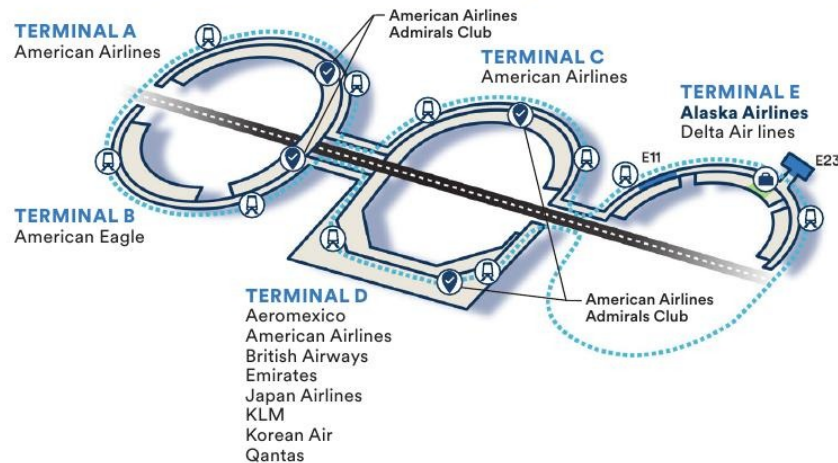 TERMINAL A
American Airlines
American Airlines
Admirals Club
TERMINAL C
American Airlines
TERMINAL E
Alaska Airlines
Delta Air lines
E11
E23
TERMINAL B
American Eagle
TERMINAL D
Aeromexico
American Airlines
British Airways
Emirates
Japan Airlines
KLM
Korean Air
Qantas
American Airlines
Admirals Club